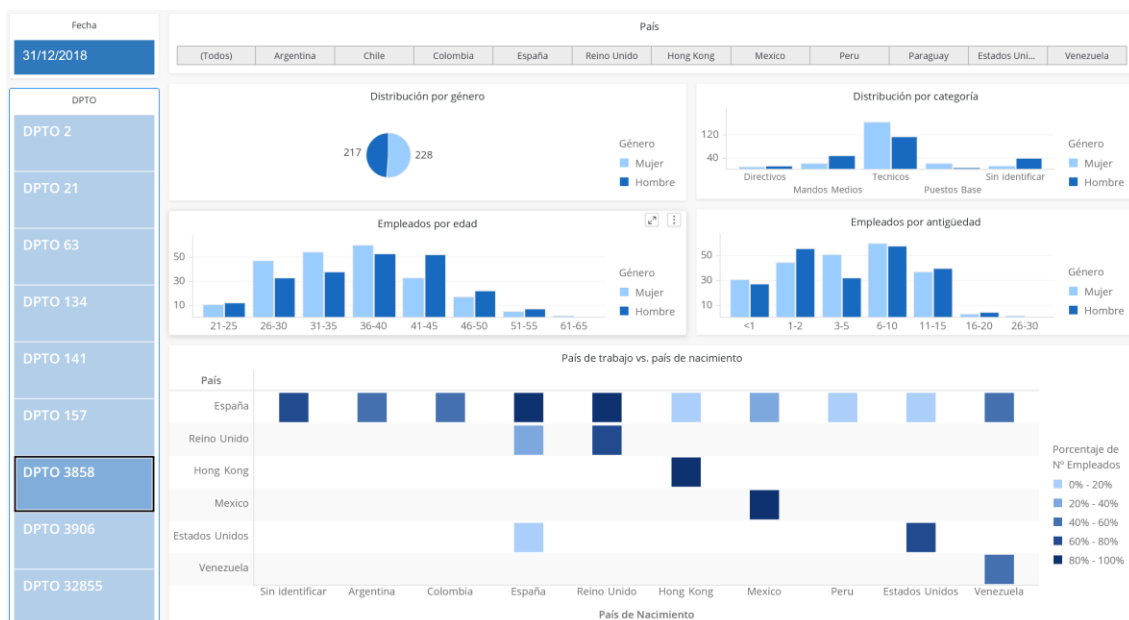 Fecha
31/12/2018
País
(Todos) Argentina Chile Colombia España Reino Unido Hong Kong Mexico Peru Paraguay Estados Uni... Venezuela
DPTO
DPTO 2
DPTO 21
DPTO 63
DPTO 134
DPTO 141
DPTO 157
DPTO 3858
DPTO 3906
DPTO 32855
Distribución por género
217
228
Género
Mujer
Hombre
Distribución por categoría
120
40
Directivos
Mandos Medios
Tecnicos
Puestos Base
Sin identificar
Género
Mujer
Hombre
Empleados por edad
50
30
10
21-25 26-30 31-35 36-40 41-45 46-50 51-55 61-65
Género
Mujer
Hombre
Empleados por antigüedad
50
30
10
<1 1-2 3-5 6-10 11-15 16-20 26-30
Género
Mujer
Hombre
País de trabajo vs. país de nacimiento
País
España
Reino Unido
Hong Kong
Mexico
Estados Unidos
Venezuela
Sin identificar Argentina Colombia España Reino Unido Hong Kong Mexico Peru Estados Unidos Venezuela
País de Nacimiento
Porcentaje de
Nº Empleados
0% - 20%
20% - 40%
40% - 60%
60% - 80%
80% - 100%